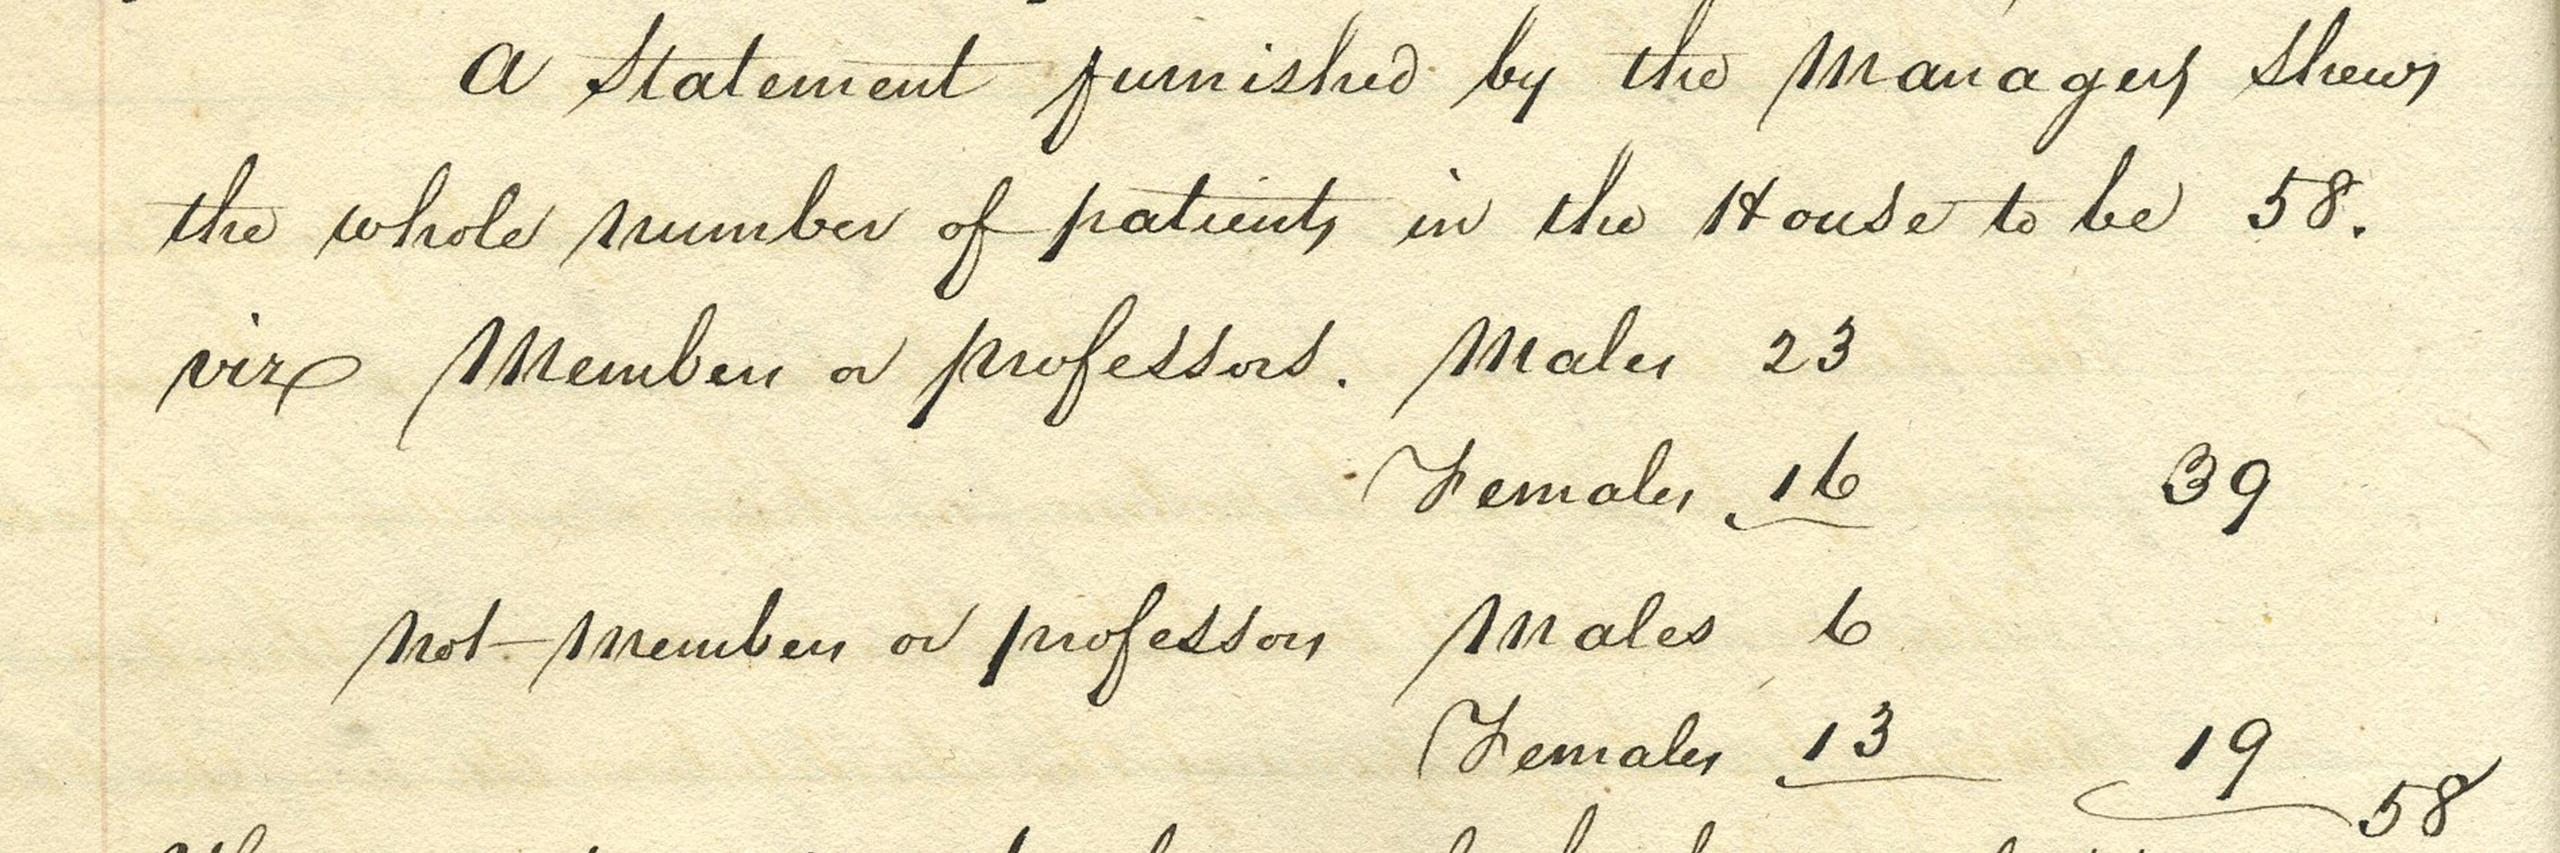 A Statement furnished by the Managers shews
the whole number of patients in the House to be 58.
viz Members or professors. Males 23
Females 16 39
Not Members or professors Males 6
Females 13 19
58